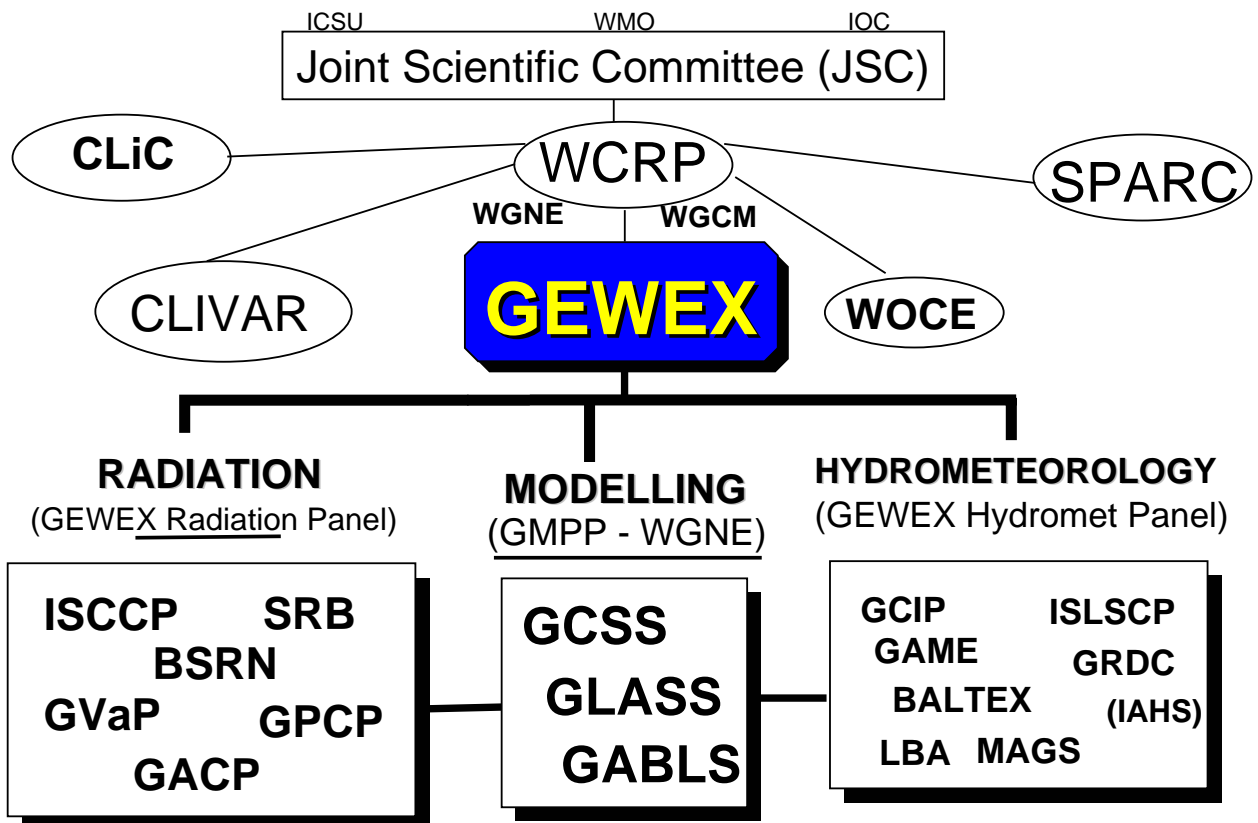 ICSU WMO IOC
Joint Scientific Committee (JSC)
CLiC
WCRP
SPARC
WGNE WGCM
CLIVAR
GEWEX
WOCE
RADIATION
(GEWEX Radiation Panel)
MODELLING
(GMPP - WGNE)
HYDROMETEOROLOGY
(GEWEX Hydromet Panel)
ISCCP SRB
BSRN
GVaP GPCP
GACP
GCSS
GLASS
GABLS
GCIP ISLSCP
GAME GRDC
BALTEX (IAHS)
LBA MAGS